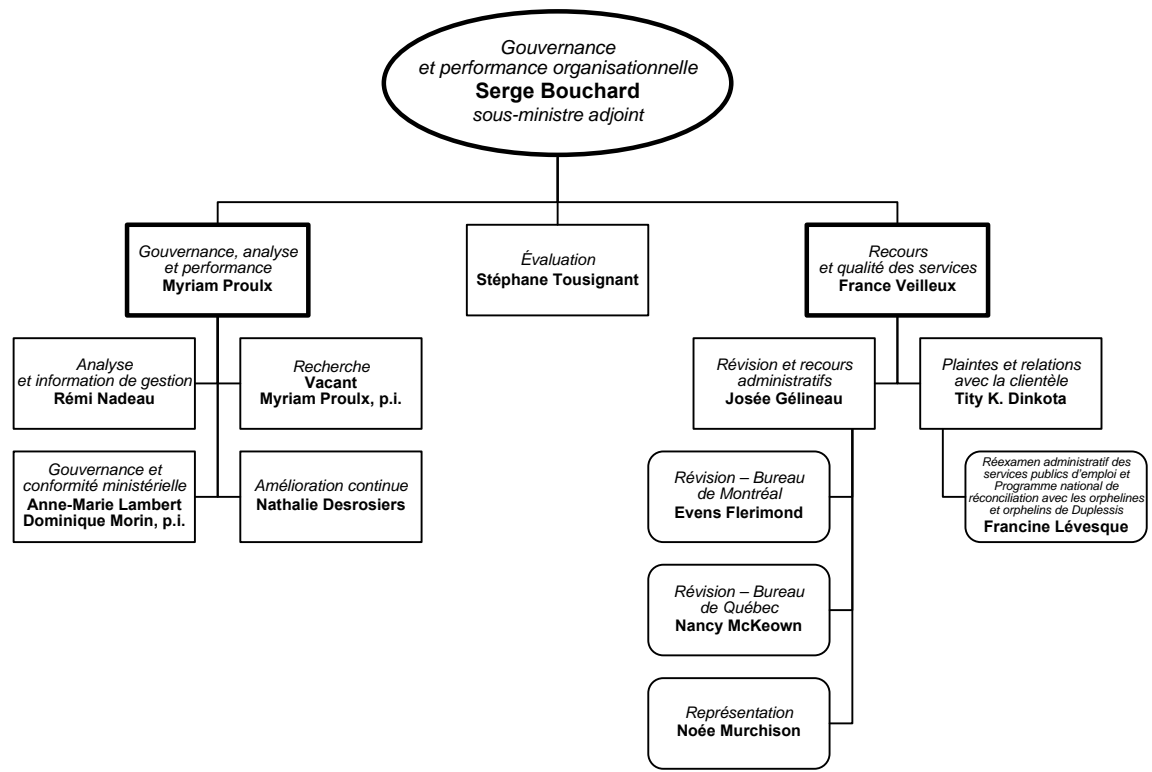 Gouvernance
et performance organisationnelle
Serge Bouchard
sous-ministre adjoint
Gouvernance, analyse
et performance
Myriam Proulx
Évaluation
Stéphane Tousignant
Recours
et qualité des services
France Veilleux
Analyse
et information de gestion
Rémi Nadeau
Recherche
Vacant
Myriam Proulx, p.i.
Révision et recours
administratifs
Josée Gélineau
Plaintes et relations
avec la clientèle
Tity K. Dinkota
Gouvernance et
conformité ministérielle
Anne-Marie Lambert
Dominique Morin, p.i.
Amélioration continue
Nathalie Desrosiers
Révision – Bureau
de Montréal
Evens Flerimond
Réexamen administratif des
services publics d’emploi et
Programme national de
réconciliation avec les orphelines
et orphelins de Duplessis
Francine Lévesque
Révision – Bureau
de Québec
Nancy McKeown
Représentation
Noée Murchison